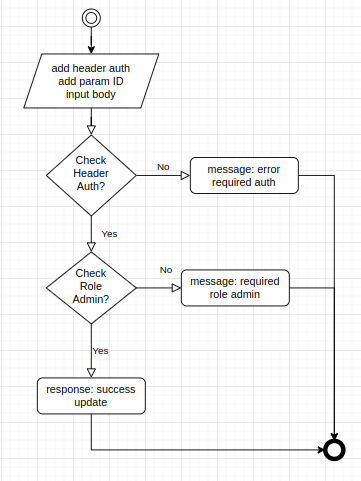 add header auth
add param ID
input body
Check
Header
Auth?
No
message: error
required auth
Yes
Check
Role
Admin?
No
message: required
role admin
Yes
response: success
update